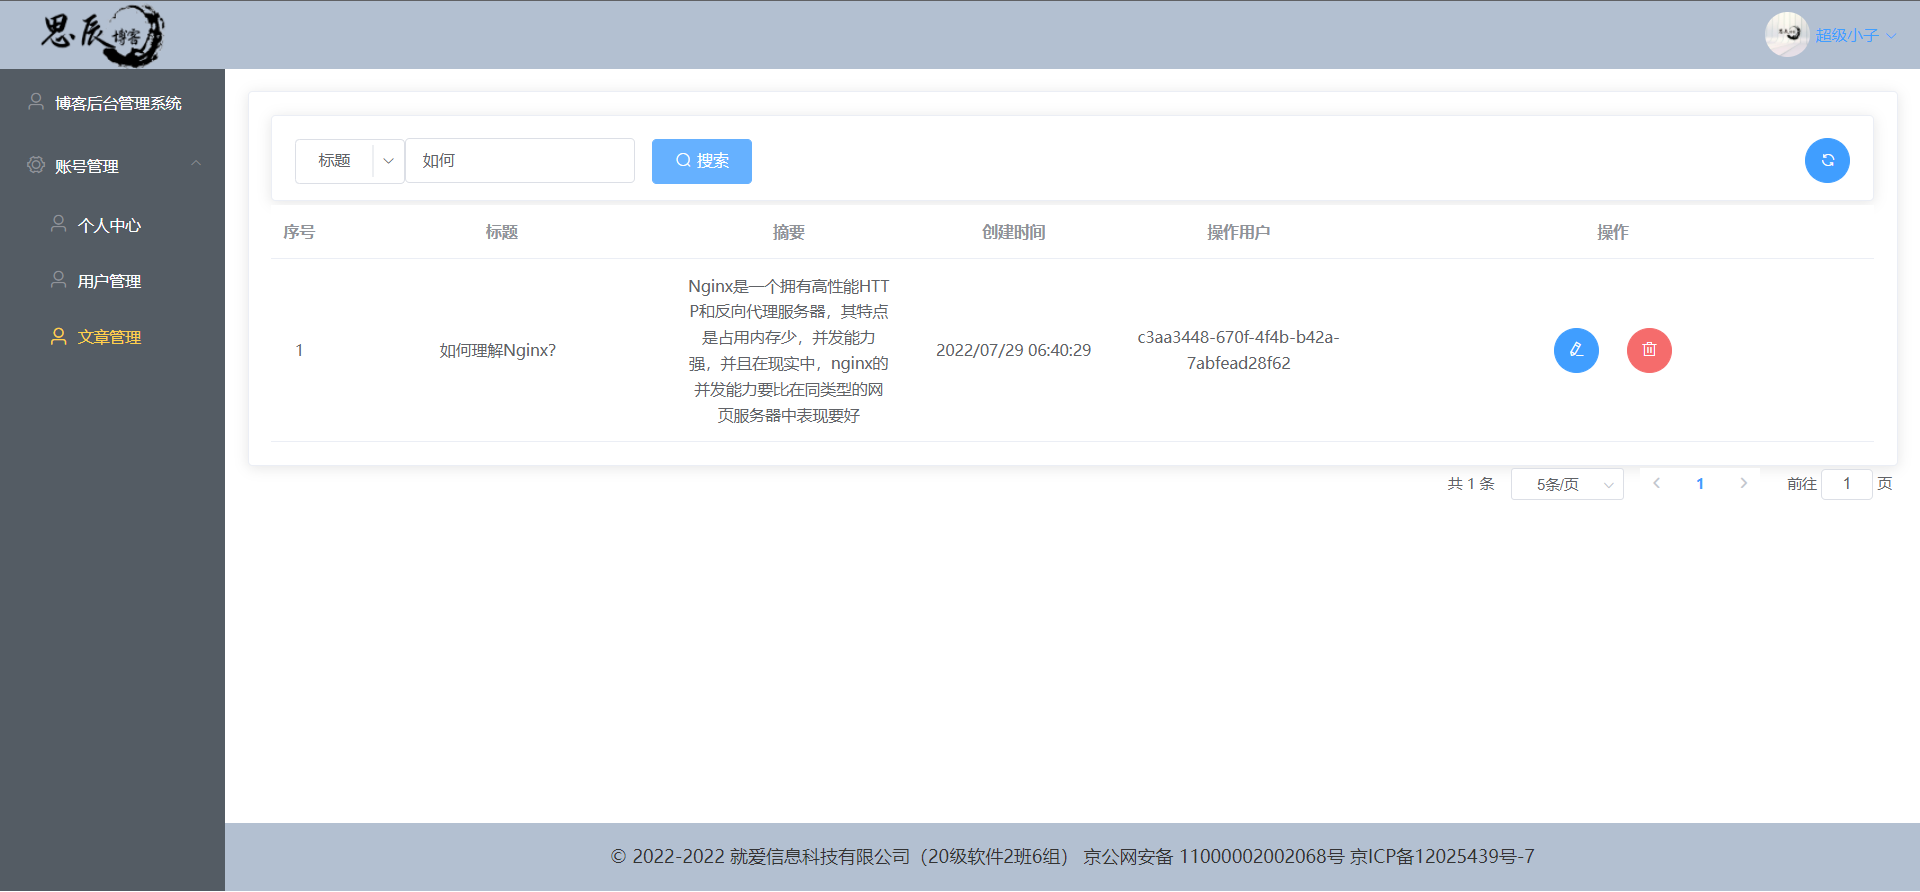 思辰博客
超级小子
博客后台管理系统
账号管理
个人中心
用户管理
文章管理
标题 如何 搜索
序号 标题 摘要 创建时间 操作用户 操作
1 如何理解Nginx? Nginx是一个拥有高性能HTT
P和反向代理服务器，其特点
是占用内存少，并发能力
强，并且在现实中，nginx的
并发能力要比在同类型的网
页服务器中表现要好
2022/07/29 06:40:29
c3aa3448-670f-4f4b-b42a-
7abfead28f62
共 1 条 5条/页 1 前往 1 页
© 2022-2022 就爱信息科技有限公司（20级软件2班6组） 京公网安备 11000002002068号 京ICP备12025439号-7